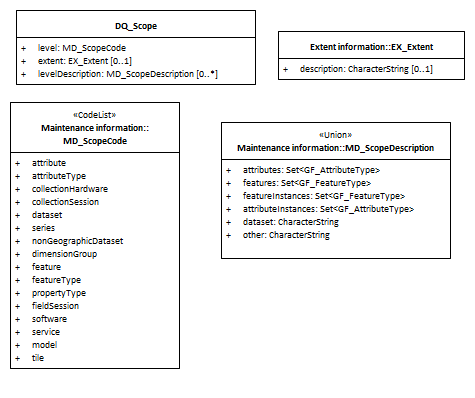 DQ_Scope
+ level: MD_ScopeCode
+ extent: EX_Extent [0..1]
+ levelDescription: MD_ScopeDescription [0..*]
Extent information::EX_Extent
+ description: CharacterString [0..1]
«CodeList»
Maintenance information::
MD_ScopeCode
+ attribute
+ attributeType
+ collectionHardware
+ collectionSession
+ dataset
+ series
+ nonGeographicDataset
+ dimensionGroup
+ feature
+ featureType
+ propertyType
+ fieldSession
+ software
+ service
+ model
+ tile
«Union»
Maintenance information::MD_ScopeDescription
+ attributes: Set<GF_AttributeType>
+ features: Set<GF_FeatureType>
+ featureInstances: Set<GF_FeatureType>
+ attributeInstances: Set<GF_AttributeType>
+ dataset: CharacterString
+ other: CharacterString